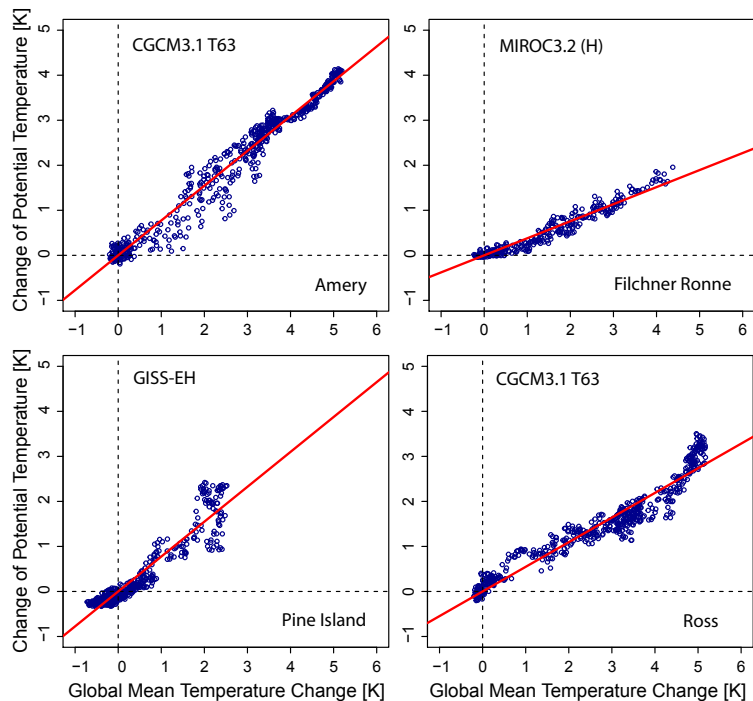 Change of Potential Temperature [K]
5
4
3
2
1
0
1
CGCM3.1 T63
Amery
−1 0 1 2 3 4 5 6
5
4
3
2
1
0
1
MIROC3.2 (H)
Filchner Ronne
−1 0 1 2 3 4 5 6
Change of Potential Temperature [K]
5
4
3
2
1
0
1
GISS-EH
Pine Island
−1 0 1 2 3 4 5 6
Global Mean Temperature Change [K]
5
4
3
2
1
0
1
CGCM3.1 T63
Ross
−1 0 1 2 3 4 5 6
Global Mean Temperature Change [K]